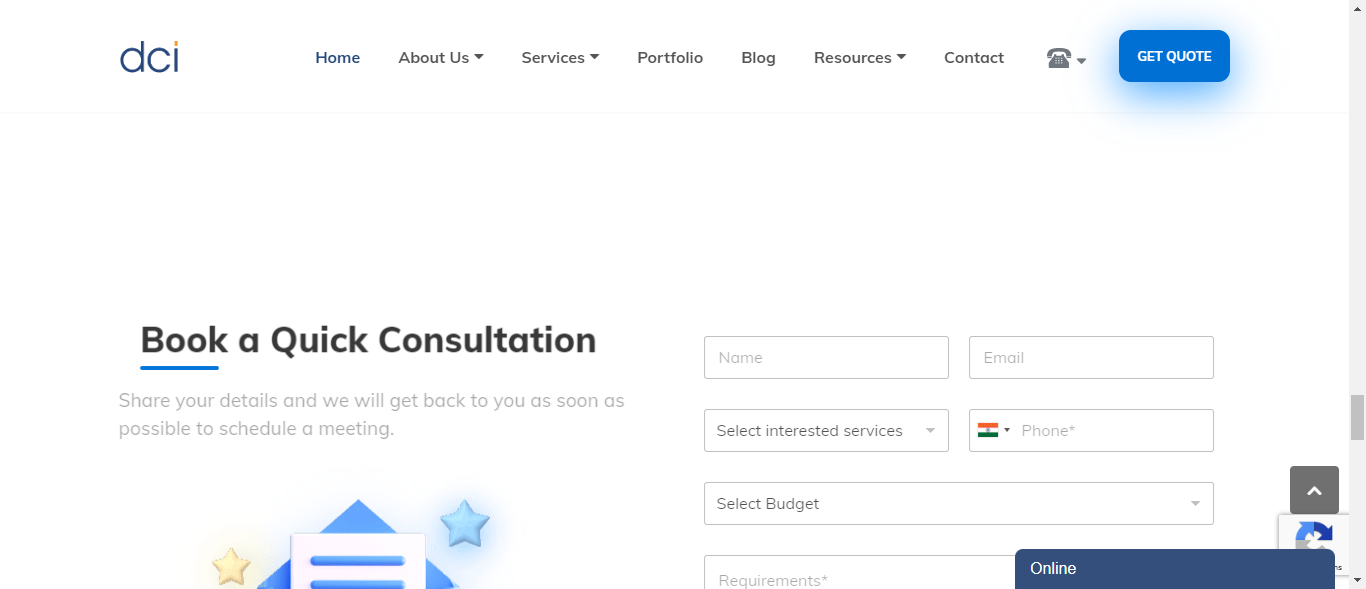 dci
Home About Us Services Portfolio Blog Resources Contact GET QUOTE
Book a Quick Consultation
Share your details and we will get back to you as soon as
possible to schedule a meeting.
Name Email
Select interested services Phone*
Select Budget
Requirements*
Online